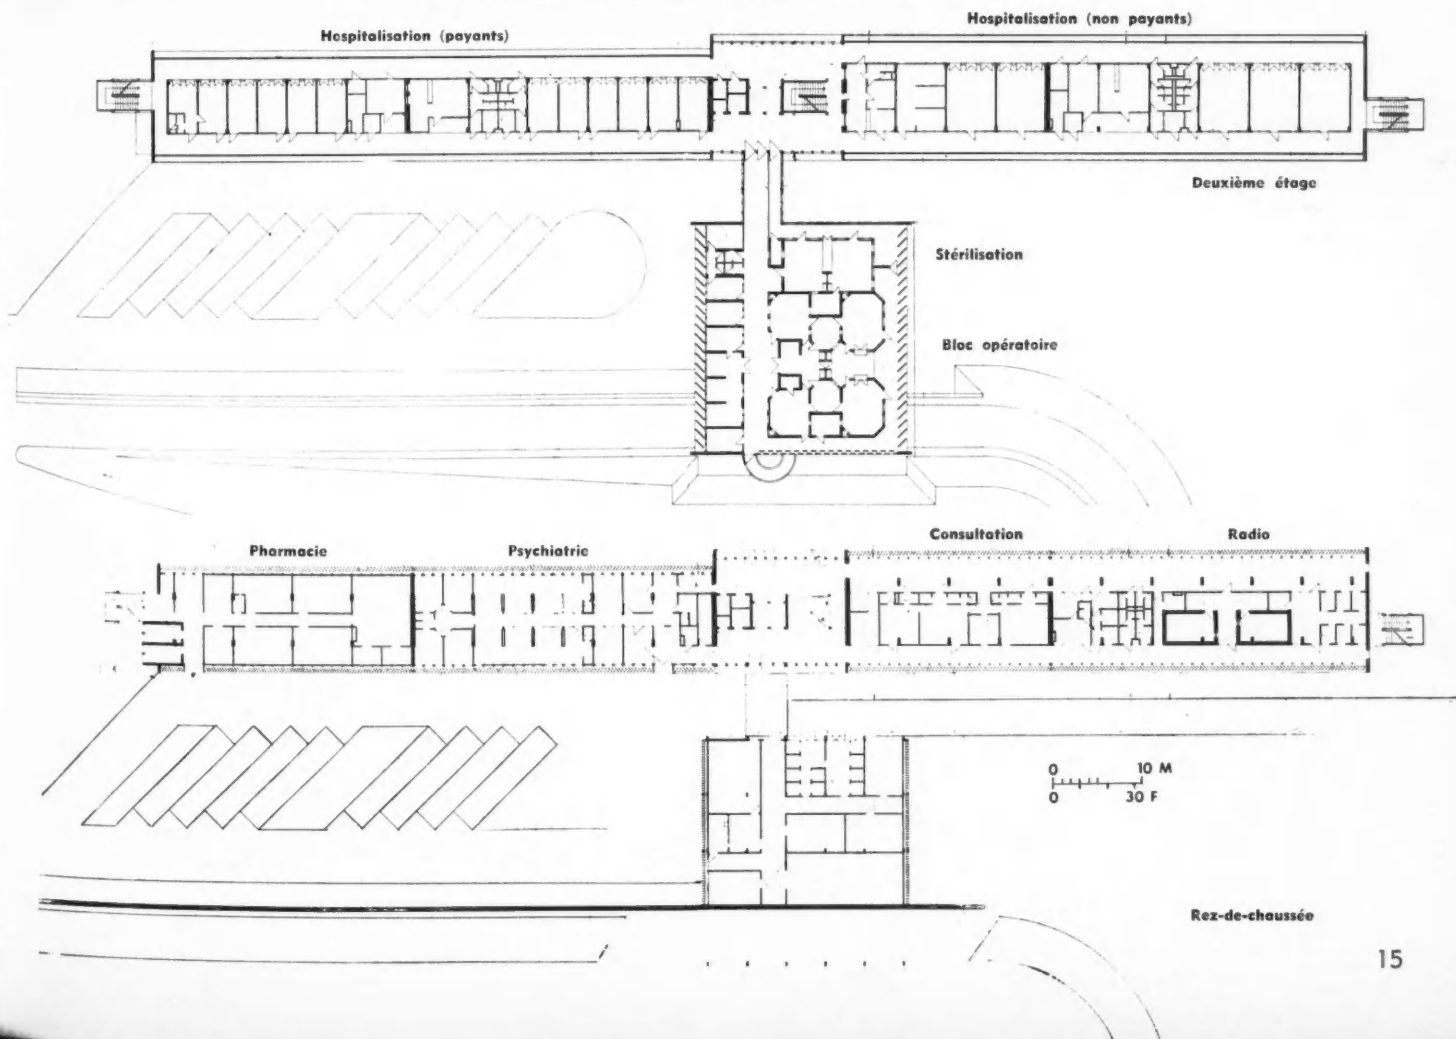 Hospitalisation (payants)
Hospitalisation (non payants)
Deuxième étage
Stérilisation
Bloc opératoire
Pharmacie
Psychiatrie
Consultation
Radio
0 10 M
0 30 F
Rez-de-chaussée
15